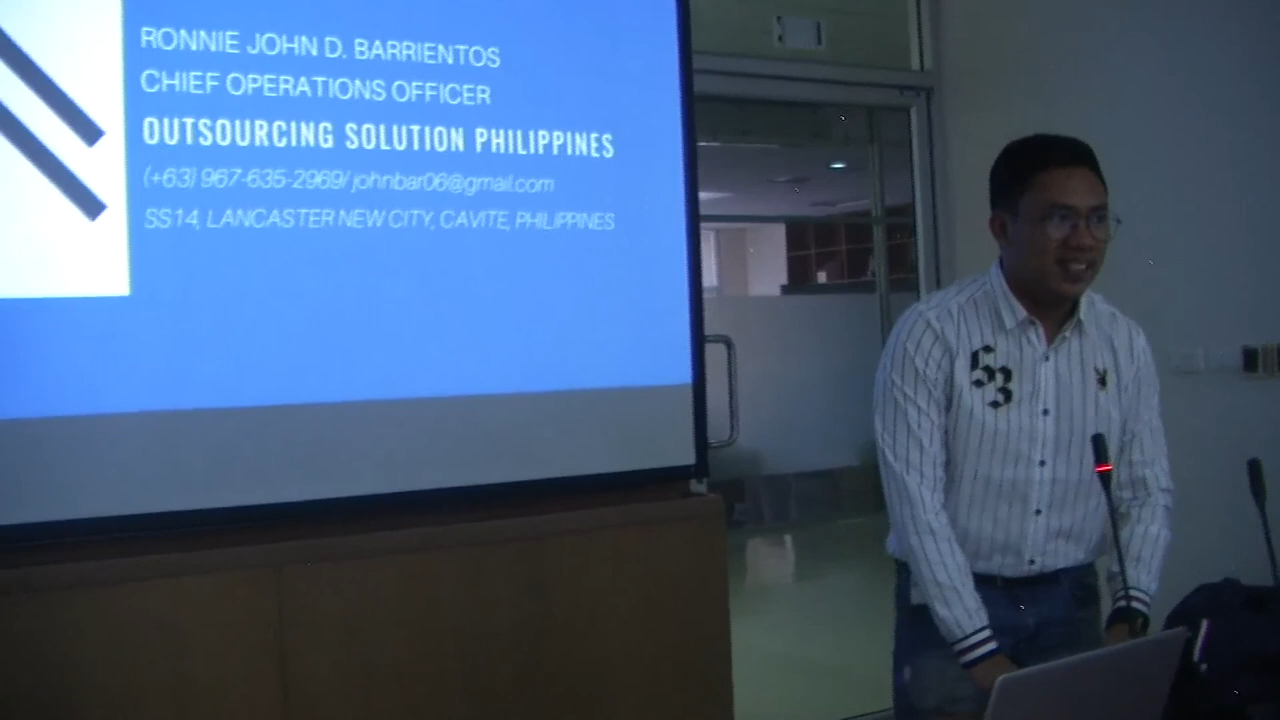 RONNIE JOHN D. BARRIENTOS
CHIEF OPERATIONS OFFICER
OUTSOURCING SOLUTION PHILIPPINES
(+63) 967-635-2969/ johnbar06@gmail.com
SS14, LANCASTER NEW CITY, CAVITE, PHILIPPINES
53